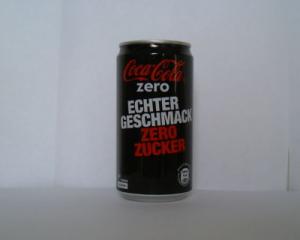 Coca-Cola
zero
ECHTER
GESCHMACK
ZERO
ZUCKER